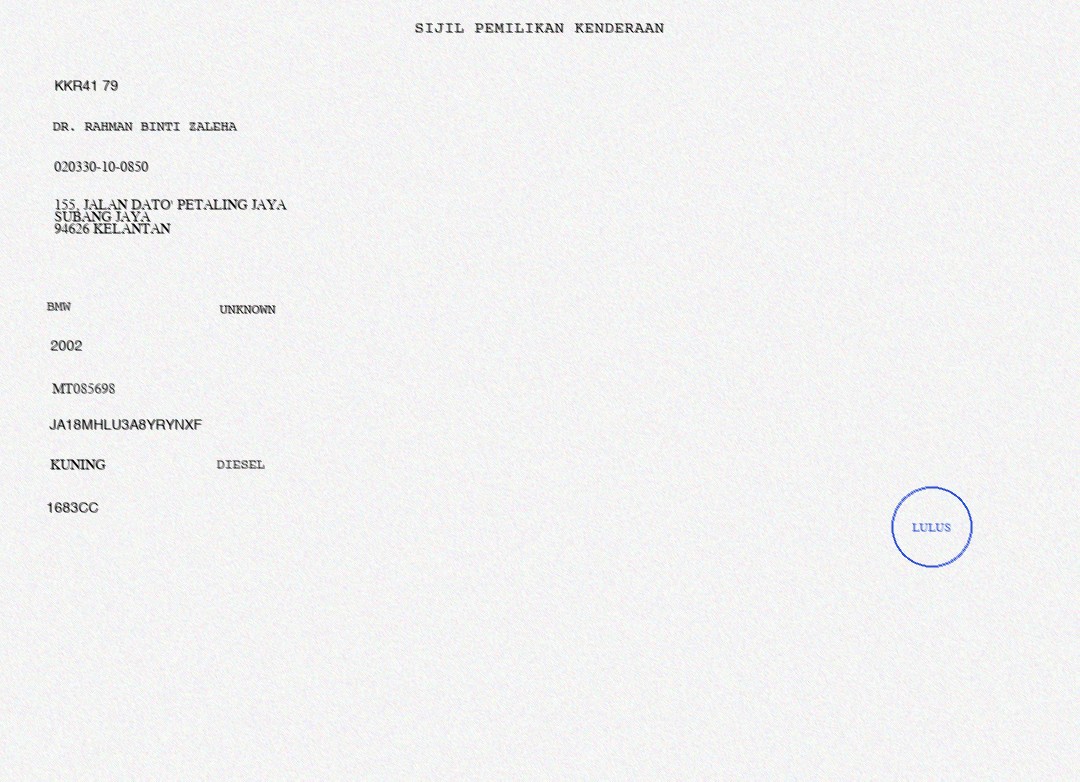 SIJIL PEMILIKAN KENDERAAN
KKR41 79
DR. RAHMAN BINTI ZALEHA
020330-10-0850
155, JALAN DATO' PETALING JAYA
SUBANG JAYA
94626 KELANTAN
BMW UNKNOWN
2002
MT085698
JA18MHLU3A8YRYNXF
KUNING DIESEL
1683CC
LULUS